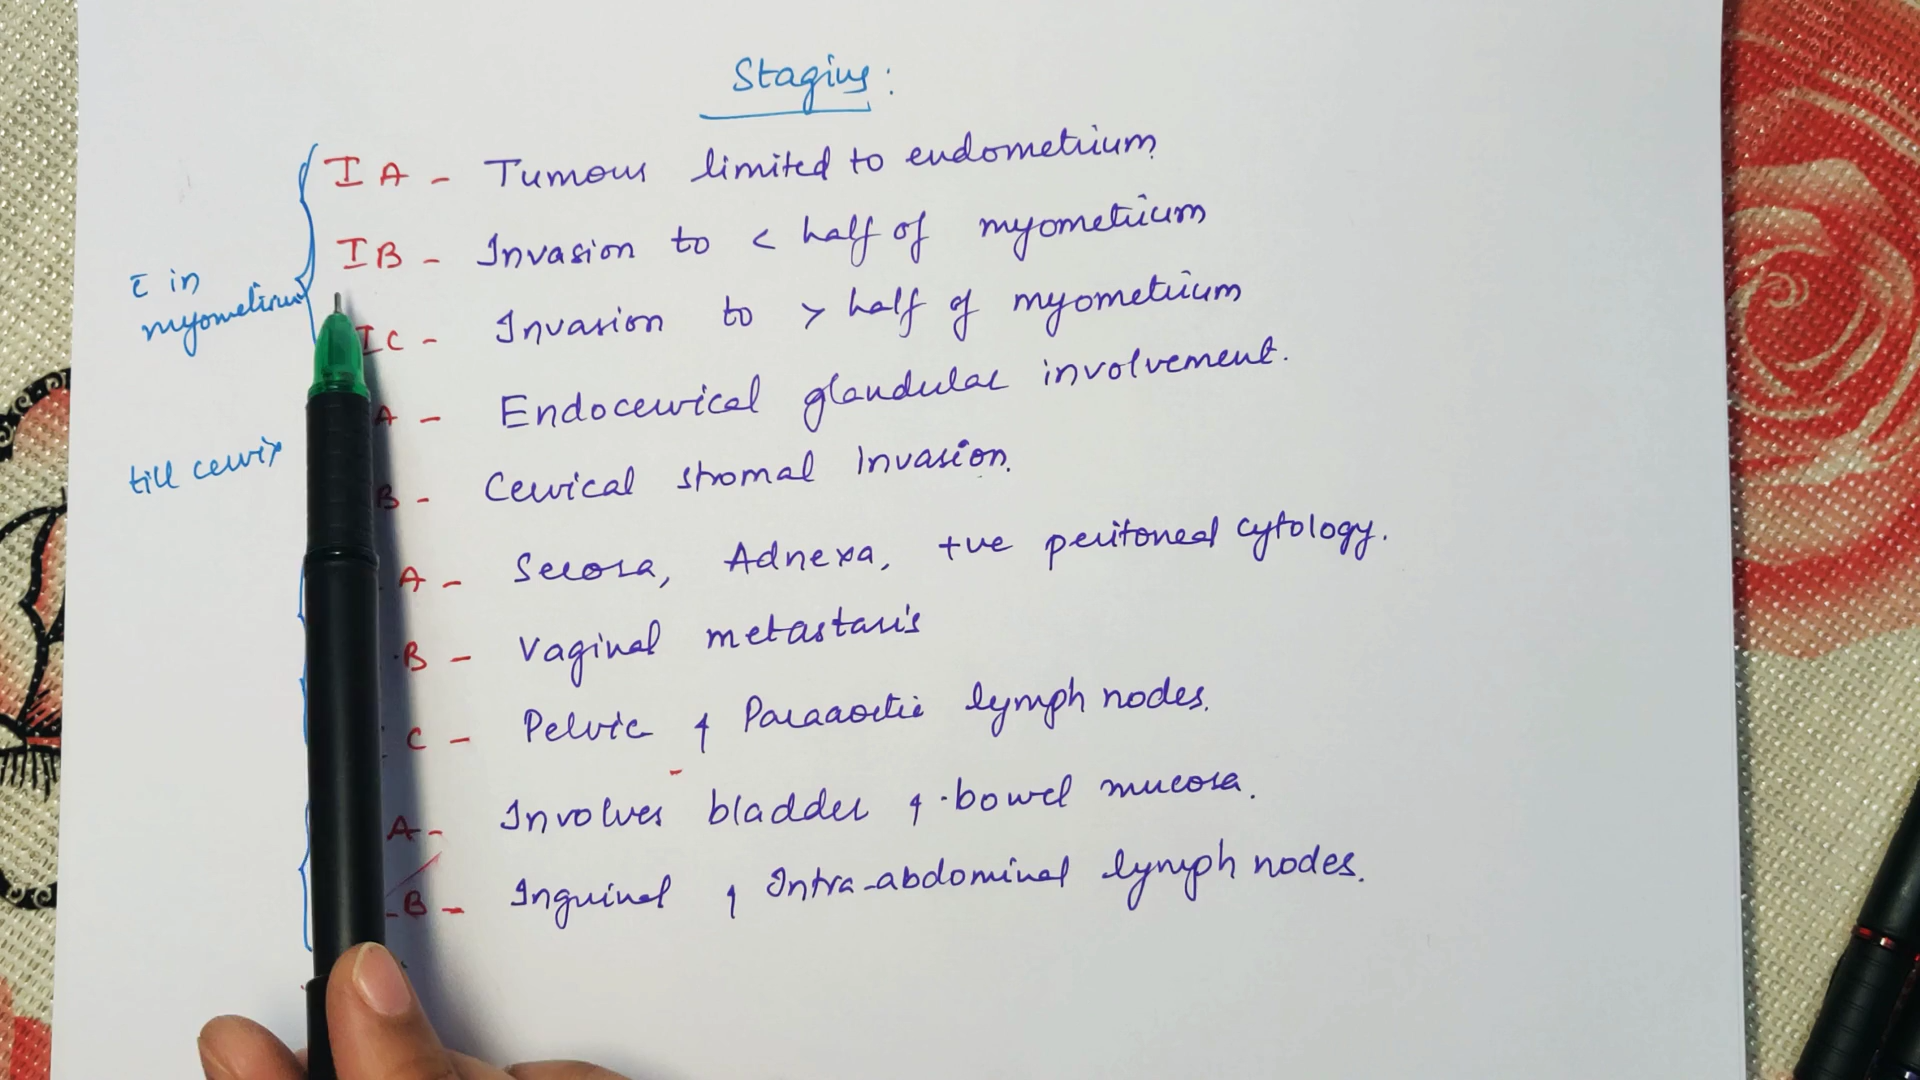 Staging:
IA - Tumour limited to endometrium
IB - Invasion to < half of myometrium
c̄ in
myometrium
IC - Invasion to > half of myometrium
A - Endocervical glandular involvement.
till cervix
B - Cervical stromal invasion.
A - Serosa, Adnexa, +ve peritoneal cytology.
B - Vaginal metastasis
C - Pelvic & Paraaortic lymph nodes.
A - Involves bladder & bowel mucosa.
B - Inguinal & Intra-abdominal lymph nodes.